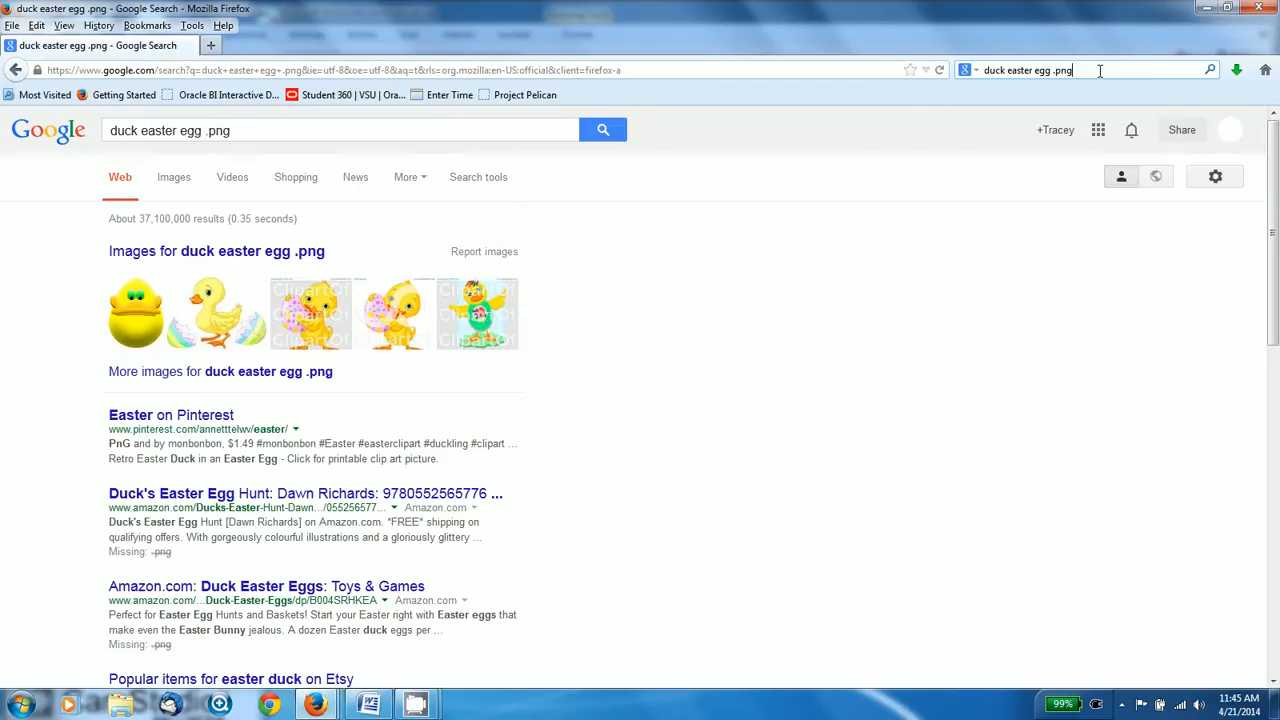 duck easter egg .png - Google Search - Mozilla Firefox
File Edit View History Bookmarks Tools Help
duck easter egg .png - Google Search
https://www.google.com/search?q=duck+easter+egg+.png&ie=utf-8&oe=utf-8&aq=t&rls=org.mozilla:en-US:official&client=firefox-a
duck easter egg .png
Most Visited Getting Started Oracle BI Interactive D... Student 360 | VSU | Ora... Enter Time Project Pelican
Google duck easter egg .png +Tracey Share
Web Images Videos Shopping News More Search tools
About 37,100,000 results (0.35 seconds)
Images for duck easter egg .png Report images
ClipartOf ClipartOf ClipartOf
More images for duck easter egg .png
Easter on Pinterest
www.pinterest.com/annetttelwv/easter/
PnG and by monbonbon, $1.49 #monbonbon #Easter #easterclipart #duckling #clipart ...
Retro Easter Duck in an Easter Egg - Click for printable clip art picture.
Duck's Easter Egg Hunt: Dawn Richards: 9780552565776 ...
www.amazon.com/Ducks-Easter-Hunt-Dawn.../055256577... Amazon.com
Duck's Easter Egg Hunt [Dawn Richards] on Amazon.com. *FREE* shipping on
qualifying offers. With gorgeously colourful illustrations and a gloriously glittery ...
Missing: .png
Amazon.com: Duck Easter Eggs: Toys & Games
www.amazon.com/...Duck-Easter-Eggs/dp/B004SRHKEA Amazon.com
Perfect for Easter Egg Hunts and Baskets! Start your Easter right with Easter eggs that
make even the Easter Bunny jealous. A dozen Easter duck eggs per ...
Missing: .png
Popular items for easter duck on Etsy
99%
11:45 AM
4/21/2014